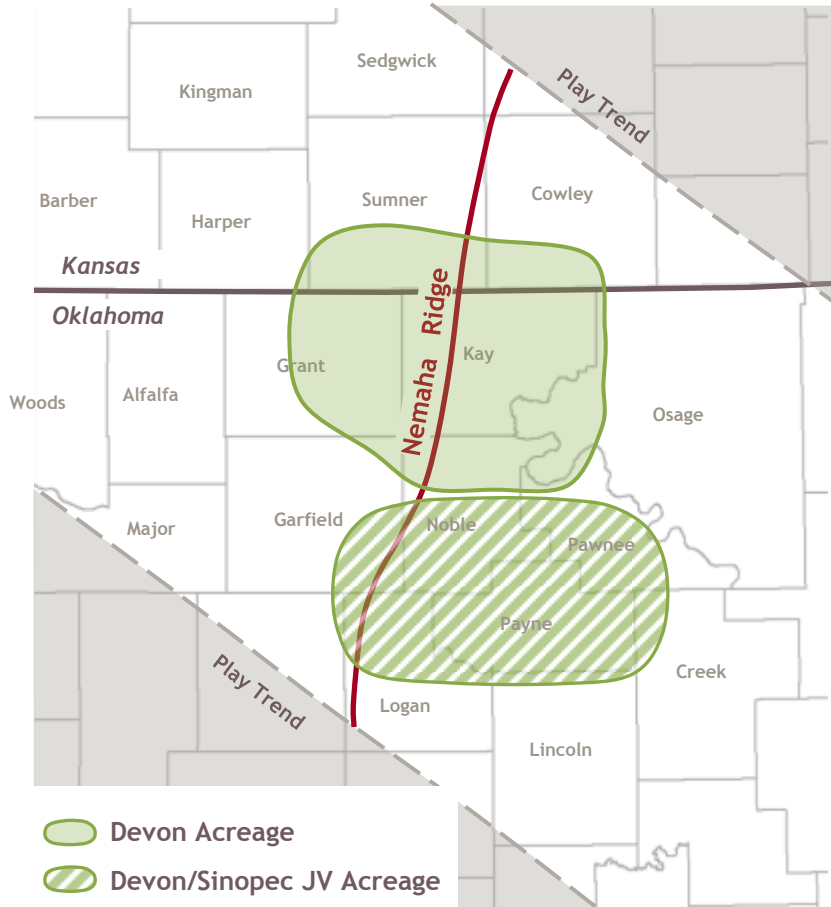 Sedgwick
Kingman
Play Trend
Barber
Harper
Sumner
Cowley
Kansas
Oklahoma
Nemaha Ridge
Grant
Kay
Woods
Alfalfa
Osage
Major
Garfield
Noble
Pawnee
Payne
Play Trend
Creek
Logan
Lincoln
Devon Acreage
Devon/Sinopec JV Acreage